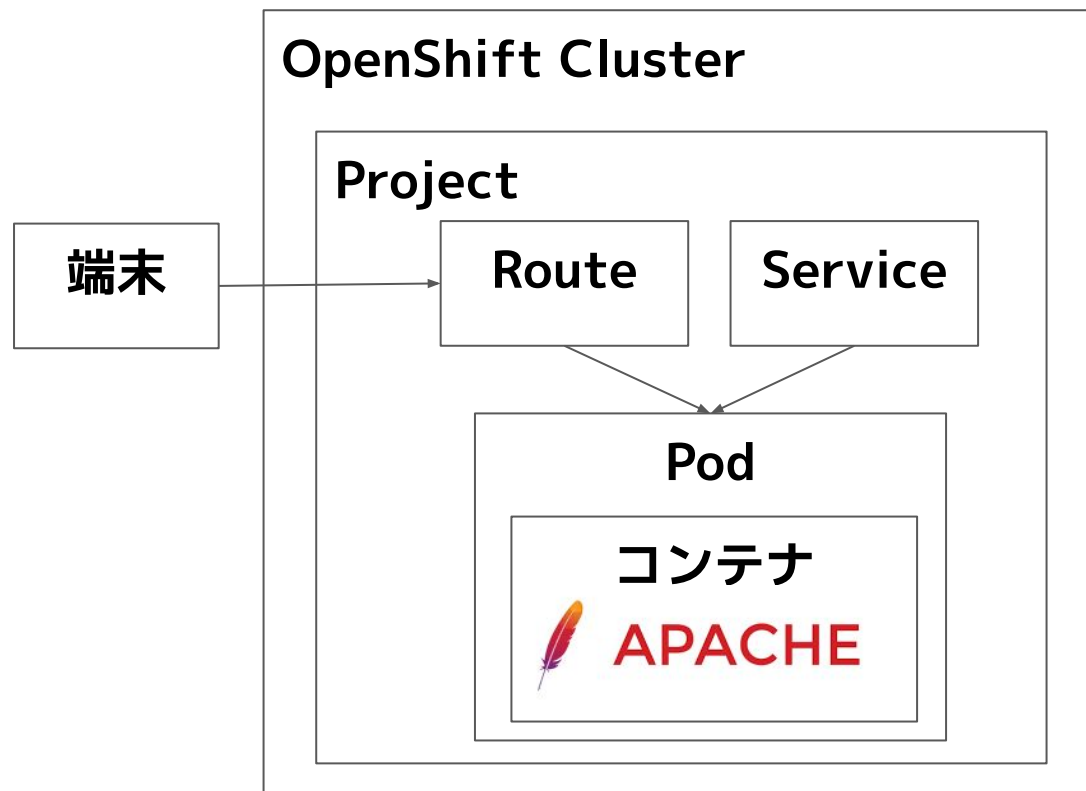 OpenShift Cluster
Project
端末
Route
Service
Pod
コンテナ
APACHE